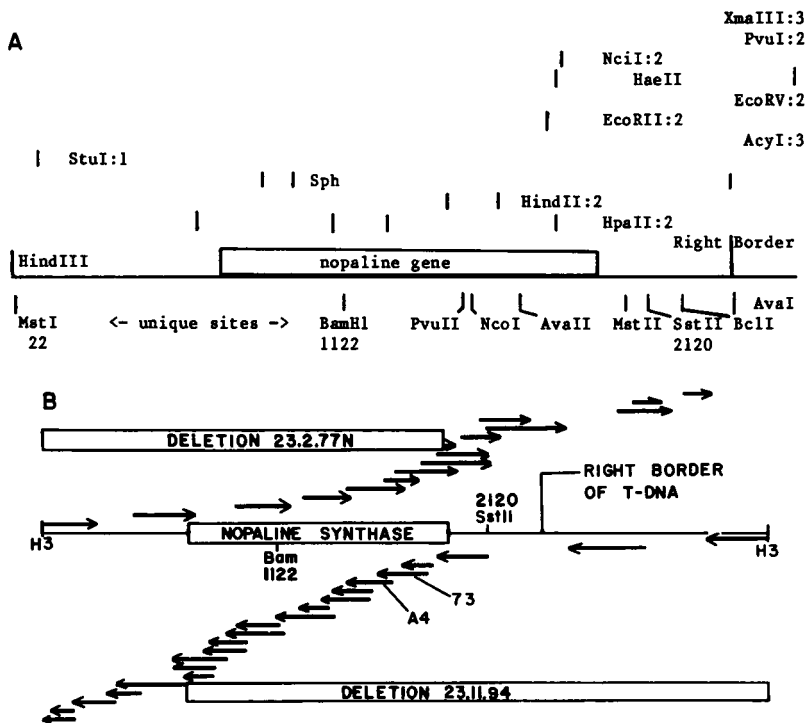 XmaIII:3
A
PvuI:2
NciI:2
HaeII
EcoRV:2
EcoRII:2
AcyI:3
StuI:1
Sph
HindII:2
HpaII:2
Right Border
HindIII
nopaline gene
AvaI
MstI <- unique sites -> BamHl PvuII NcoI AvaII MstII SstII BclI
22 1122 2120
B
DELETION 23.2.77N
RIGHT BORDER
OF T-DNA
2120
SstII
NOPALINE SYNTHASE
H3
Bam
1122
H3
73
A4
DELETION 23.11.94